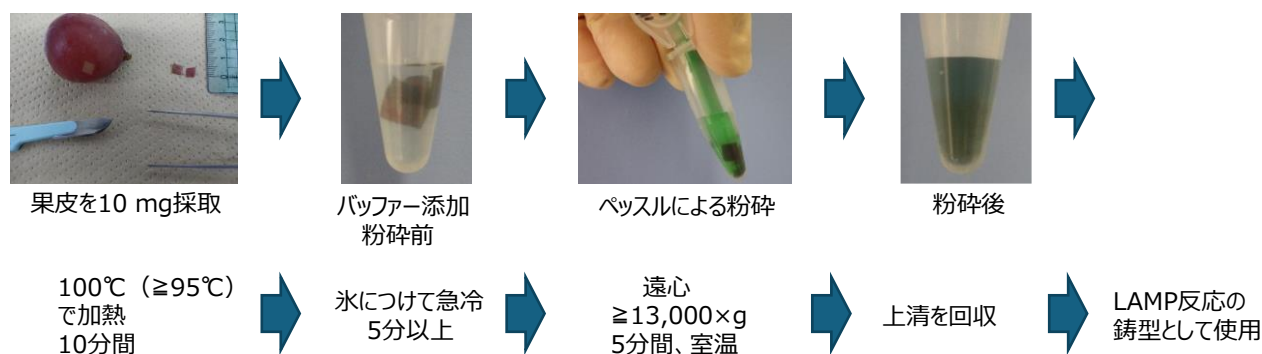 果皮を10 mg採取
バッファー添加
粉砕前
ペッスルによる粉砕
粉砕後
100℃（≧95℃）
で加熱
10分間
氷につけて急冷
5分以上
遠心
≧13,000×g
5分間、室温
上清を回収
LAMP反応の
鋳型として使用